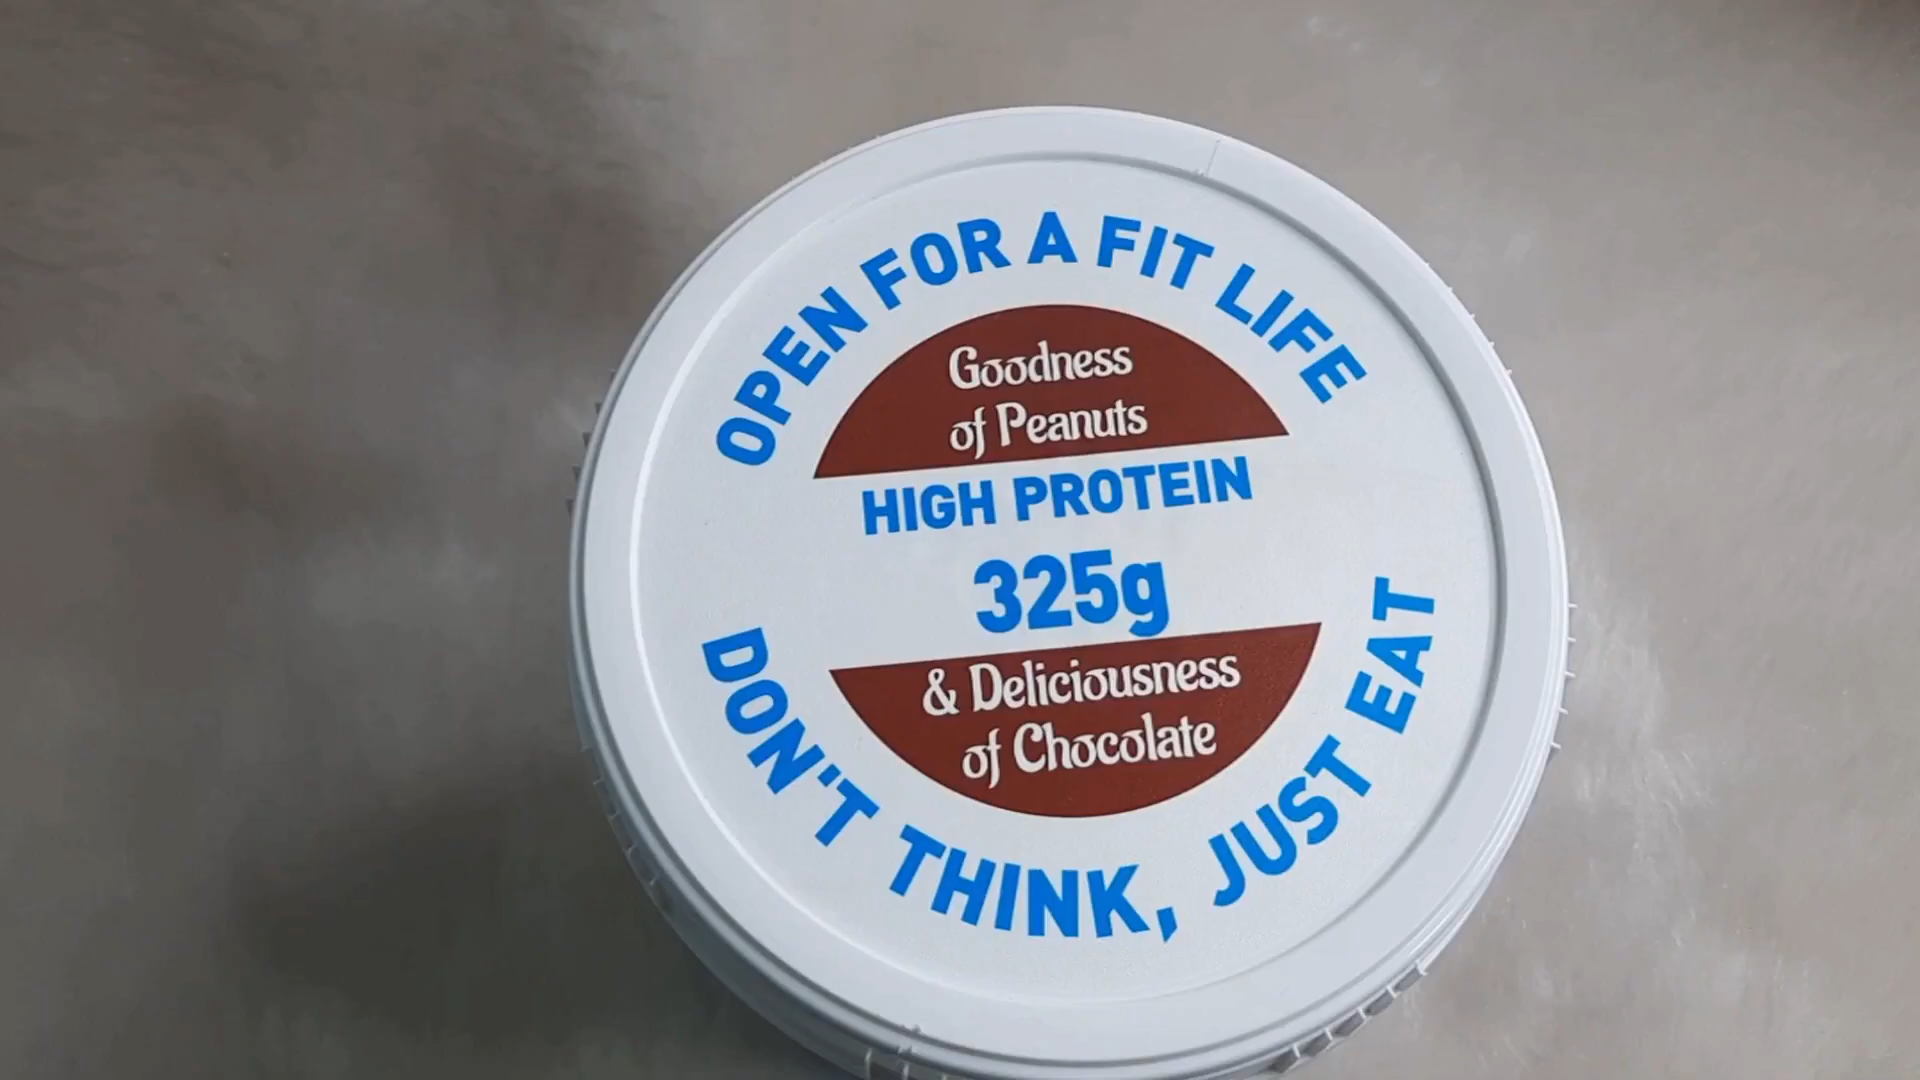 OPEN FOR A FIT LIFE
Goodness
of Peanuts
HIGH PROTEIN
325g
& Deliciousness
of Chocolate
DON'T THINK, JUST EAT